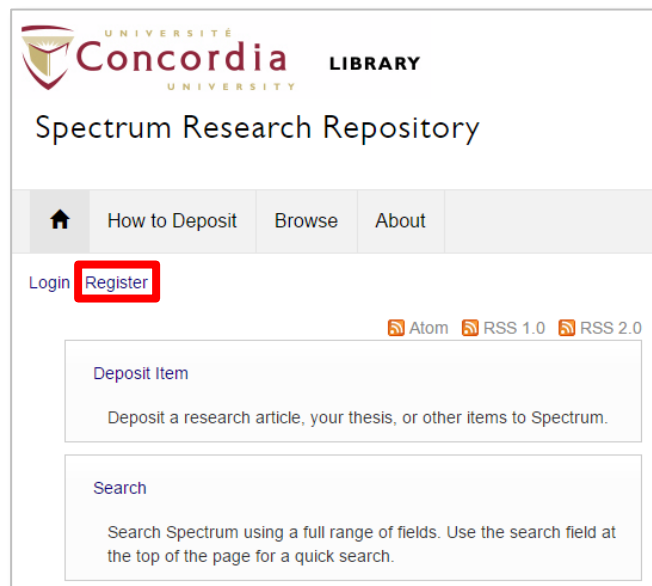 UNIVERSITÉ
Concordia LIBRARY
UNIVERSITY
Spectrum Research Repository
How to Deposit Browse About
Login Register
Atom RSS 1.0 RSS 2.0
Deposit Item
Deposit a research article, your thesis, or other items to Spectrum.
Search
Search Spectrum using a full range of fields. Use the search field at
the top of the page for a quick search.